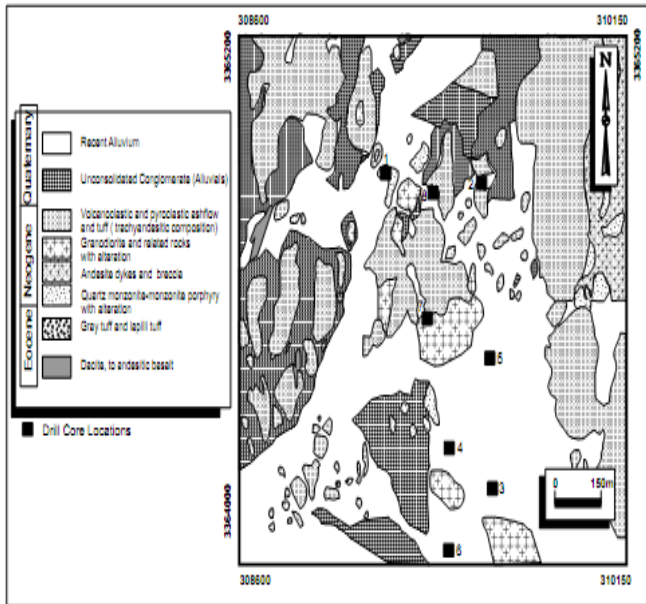 308600
310150
3365200
3365200
N
Quaternary
Recent Alluvium
Unconsolidated Conglomerate (Alluvials)
Neogene
Volcanoclastic and pyroclastic ashflow
and tuff ( trachyandesitic composition)
Granodiorite and related rocks
with alteration
Andesite dykes and breccia
Quartz monzonite-monzonite porphyry
with alteration
Eocene
Gray tuff and lapilli tuff
Dacite, to andesitic basalt
Drill Core Locations
1
2
5
4
3
6
0 150m
3364000
3364000
308600
310150